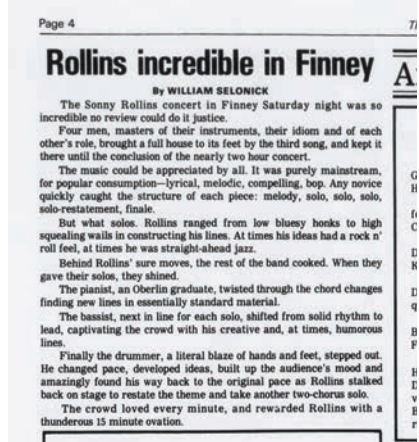 Page 4
Rollins incredible in Finney
By WILLIAM SELONICK
The Sonny Rollins concert in Finney Saturday night was so
incredible no review could do it justice.
Four men, masters of their instruments, their idiom and of each
other's role, brought a full house to its feet by the third song, and kept it
there until the conclusion of the nearly two hour concert.
The music could be appreciated by all. It was purely mainstream,
for popular consumption—lyrical, melodic, compelling, bop. Any novice
quickly caught the structure of each piece: melody, solo, solo, solo,
solo-restatement, finale.
But what solos. Rollins ranged from low bluesy honks to high
squealing wails in constructing his lines. At times his ideas had a rock n'
roll feel, at times he was straight-ahead jazz.
Behind Rollins' sure moves, the rest of the band cooked. When they
gave their solos, they shined.
The pianist, an Oberlin graduate, twisted through the chord changes
finding new lines in essentially standard material.
The bassist, next in line for each solo, shifted from solid rhythm to
lead, captivating the crowd with his creative and, at times, humorous
lines.
Finally the drummer, a literal blaze of hands and feet, stepped out.
He changed pace, developed ideas, built up the audience's mood and
amazingly found his way back to the original pace as Rollins stalked
back on stage to restate the theme and take another two-chorus solo.
The crowd loved every minute, and rewarded Rollins with a
thunderous 15 minute ovation.